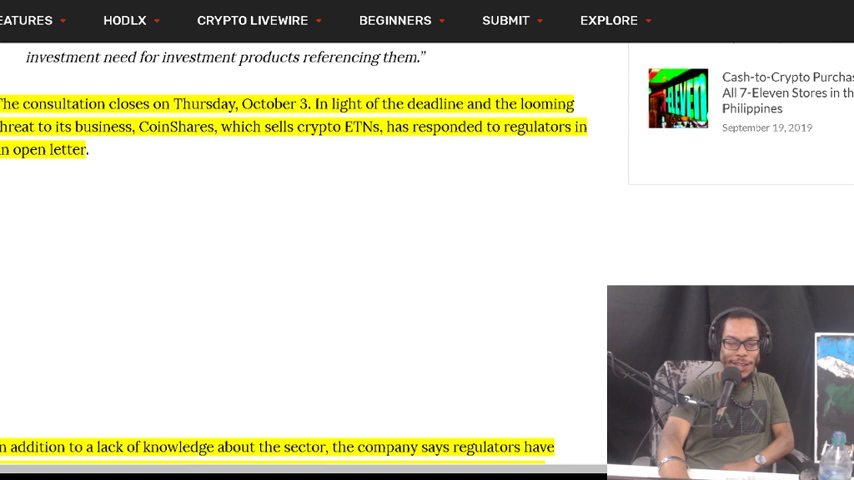 EATURES HODLX CRYPTO LIVEWIRE BEGINNERS SUBMIT EXPLORE
investment need for investment products referencing them.”
The consultation closes on Thursday, October 3. In light of the deadline and the looming
threat to its business, CoinShares, which sells crypto ETNs, has responded to regulators in
an open letter.
Cash-to-Crypto Purchas
All 7-Eleven Stores in th
Philippines
September 19, 2019
n addition to a lack of knowledge about the sector, the company says regulators have